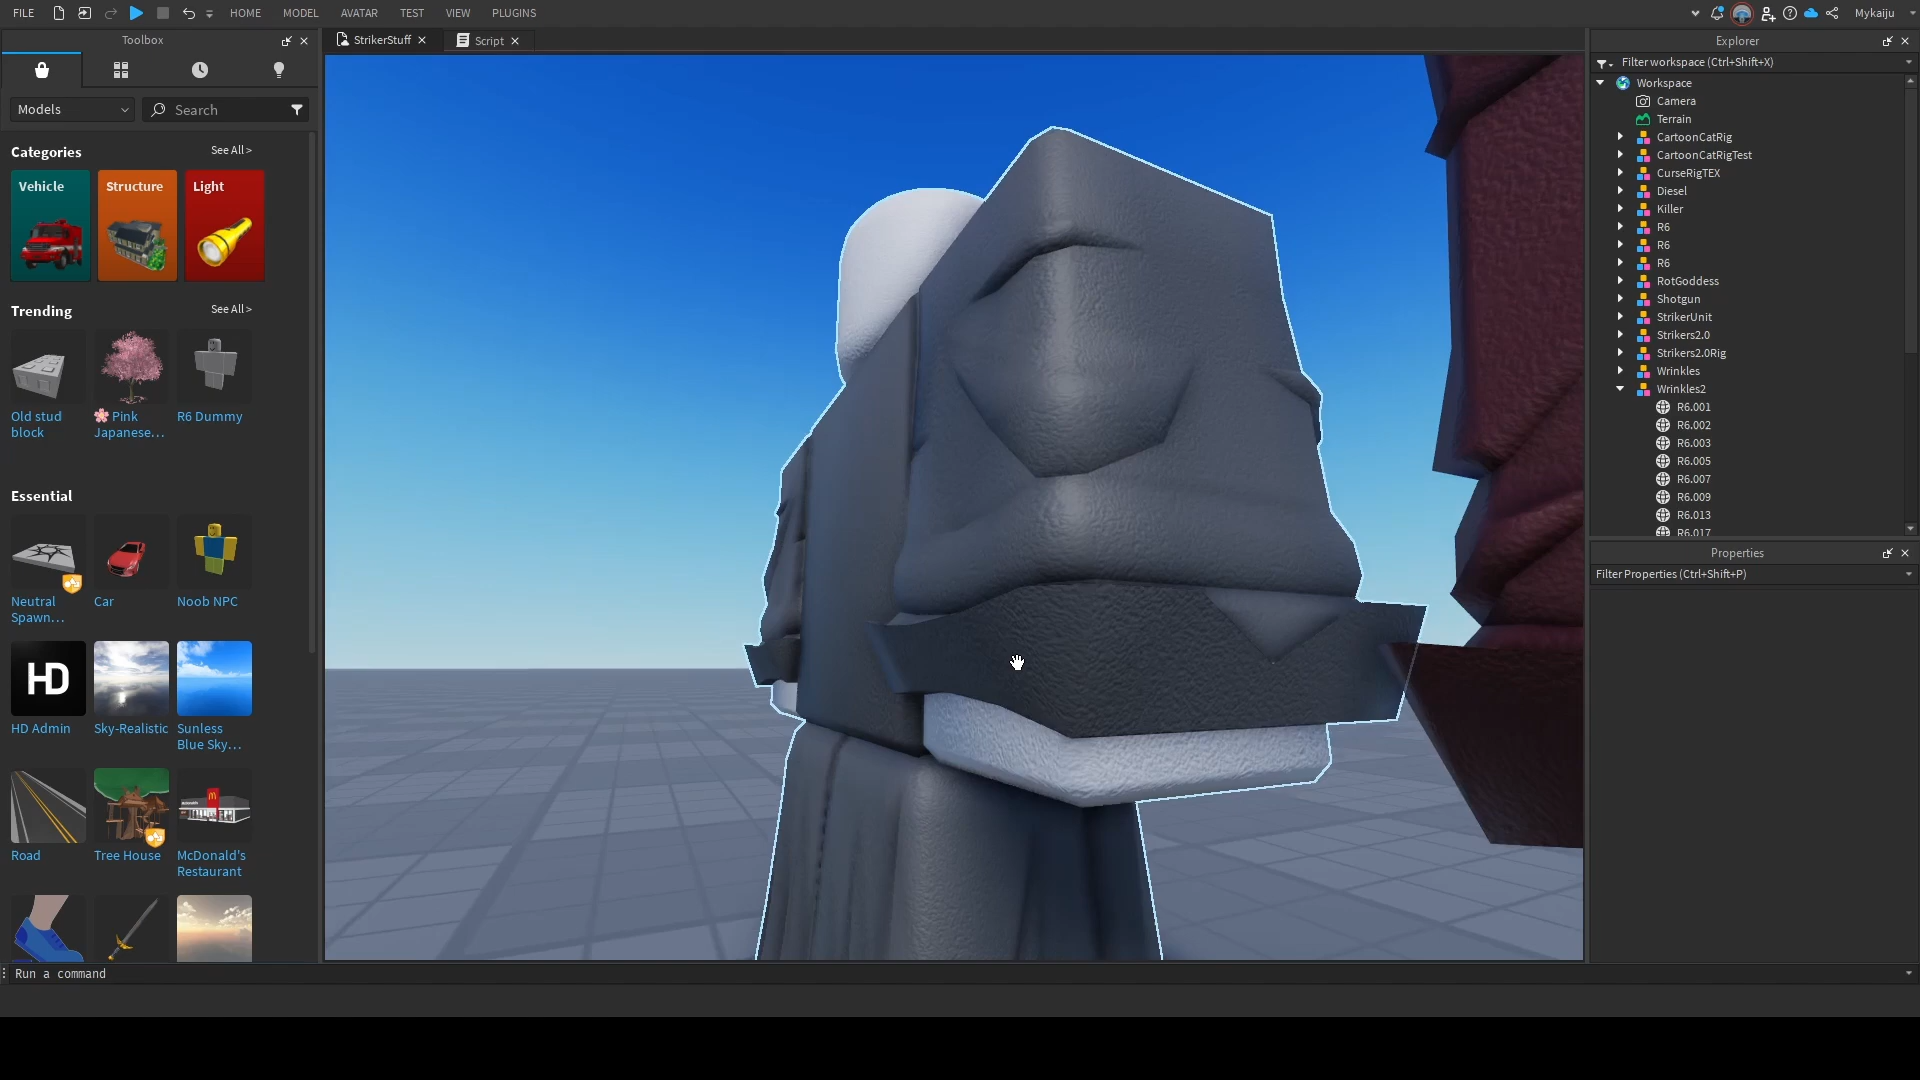 FILE
HOME
MODEL
AVATAR
TEST
VIEW
PLUGINS
Mykaiju
Toolbox
StrikerStuff
Script
Explorer
Models
Search
Filter workspace (Ctrl+Shift+X)
Categories
See All >
Vehicle
Structure
Light
Trending
See All >
Old stud
block
🌸 Pink
Japanese...
R6 Dummy
Essential
Neutral
Spawn...
Car
Noob NPC
HD
HD Admin
Sky-Realistic
Sunless
Blue Sky...
Road
Tree House
McDonald's
Restaurant
Workspace
Camera
Terrain
CartoonCatRig
CartoonCatRigTest
CurseRigTEX
Diesel
Killer
R6
R6
R6
RotGoddess
Shotgun
StrikerUnit
Strikers2.0
Strikers2.0Rig
Wrinkles
Wrinkles2
R6.001
R6.002
R6.003
R6.005
R6.007
R6.009
R6.013
R6.017
Properties
Filter Properties (Ctrl+Shift+P)
Run a command